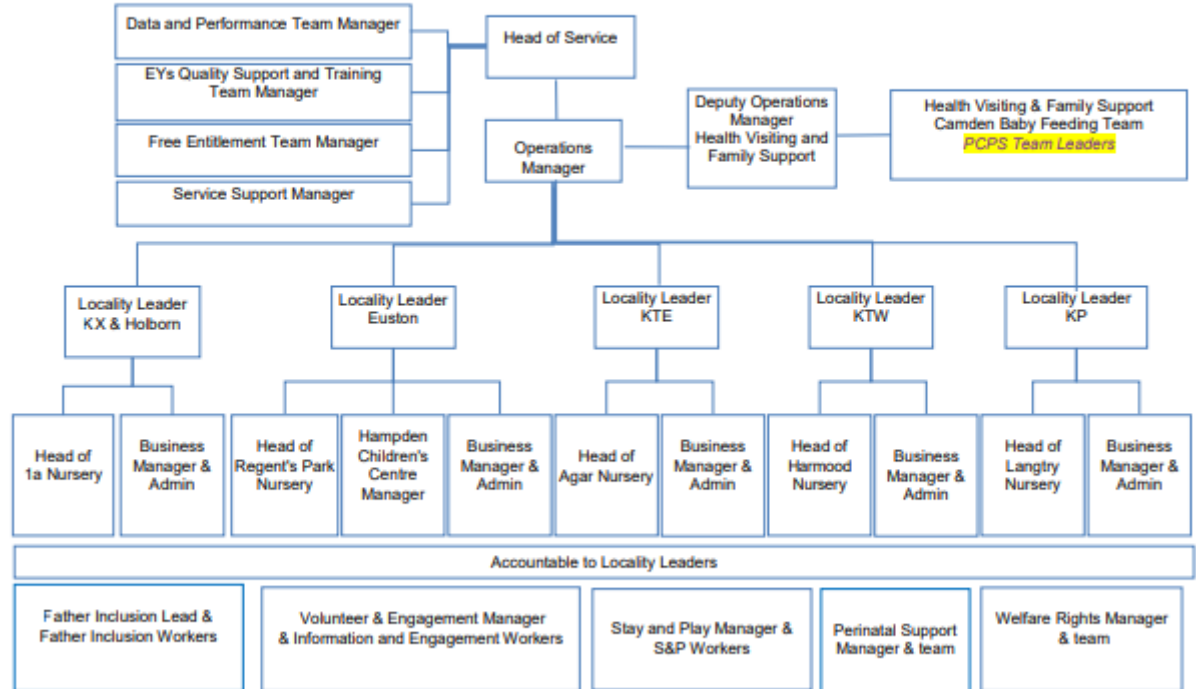 Data and Performance Team Manager
Head of Service
EYs Quality Support and Training
Team Manager
Free Entitlement Team Manager
Service Support Manager
Operations
Manager
Deputy Operations
Manager
Health Visiting and
Family Support
Health Visiting & Family Support
Camden Baby Feeding Team
PCPS Team Leaders
Locality Leader
KX & Holborn
Locality Leader
Euston
Locality Leader
KTE
Locality Leader
KTW
Locality Leader
KP
Head of
1a Nursery
Business
Manager &
Admin
Head of
Regent's Park
Nursery
Hampden
Children's
Centre
Manager
Business
Manager &
Admin
Head of
Agar Nursery
Business
Manager &
Admin
Head of
Harmood
Nursery
Business
Manager &
Admin
Head of
Langtry
Nursery
Business
Manager &
Admin
Accountable to Locality Leaders
Father Inclusion Lead &
Father Inclusion Workers
Volunteer & Engagement Manager
& Information and Engagement Workers
Stay and Play Manager &
S&P Workers
Perinatal Support
Manager & team
Welfare Rights Manager
& team